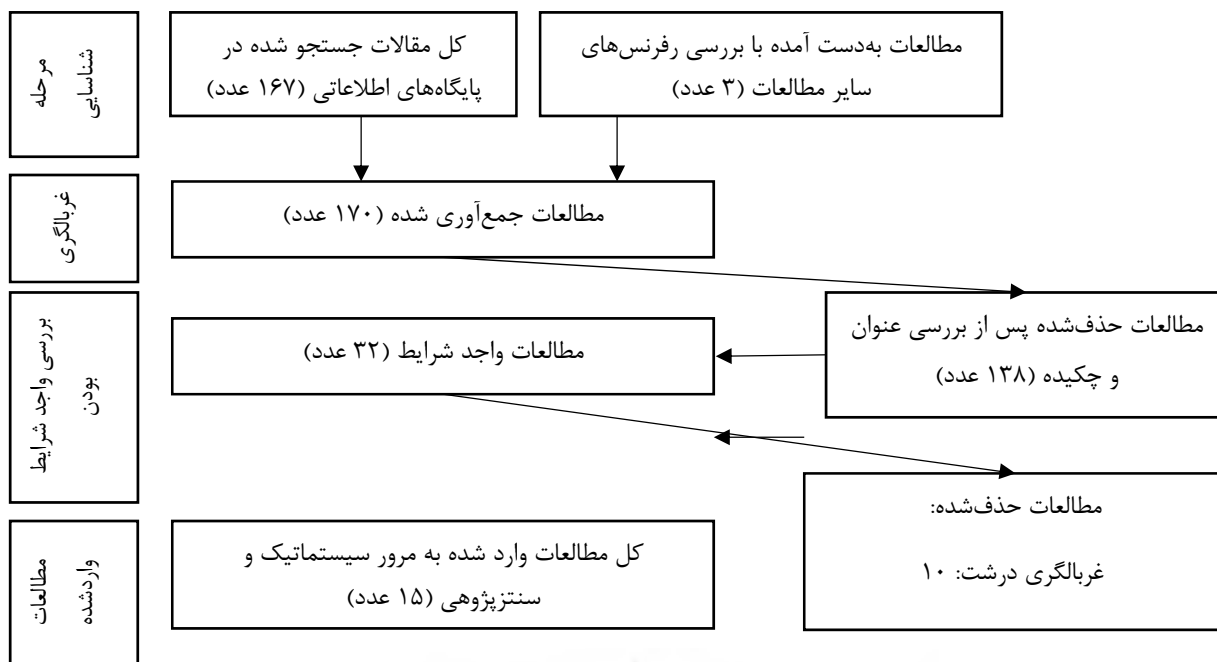 مرحله
شناسایی
کل مقالات جستجو شده در
پایگاه‌های اطلاعاتی (۱۶۷ عدد)
مطالعات به‌دست آمده با بررسی رفرنس‌های
سایر مطالعات (۳ عدد)
غربالگری
مطالعات جمع‌آوری شده (۱۷۰ عدد)
بررسی واجد شرایط
بودن
مطالعات واجد شرایط (۳۲ عدد)
مطالعات حذف‌شده پس از بررسی عنوان
و چکیده (۱۳۸ عدد)
مطالعات حذف‌شده:
غربالگری درشت: ۱۰
مطالعات
واردشده
کل مطالعات وارد شده به مرور سیستماتیک و
سنتزپژوهی (۱۵ عدد)